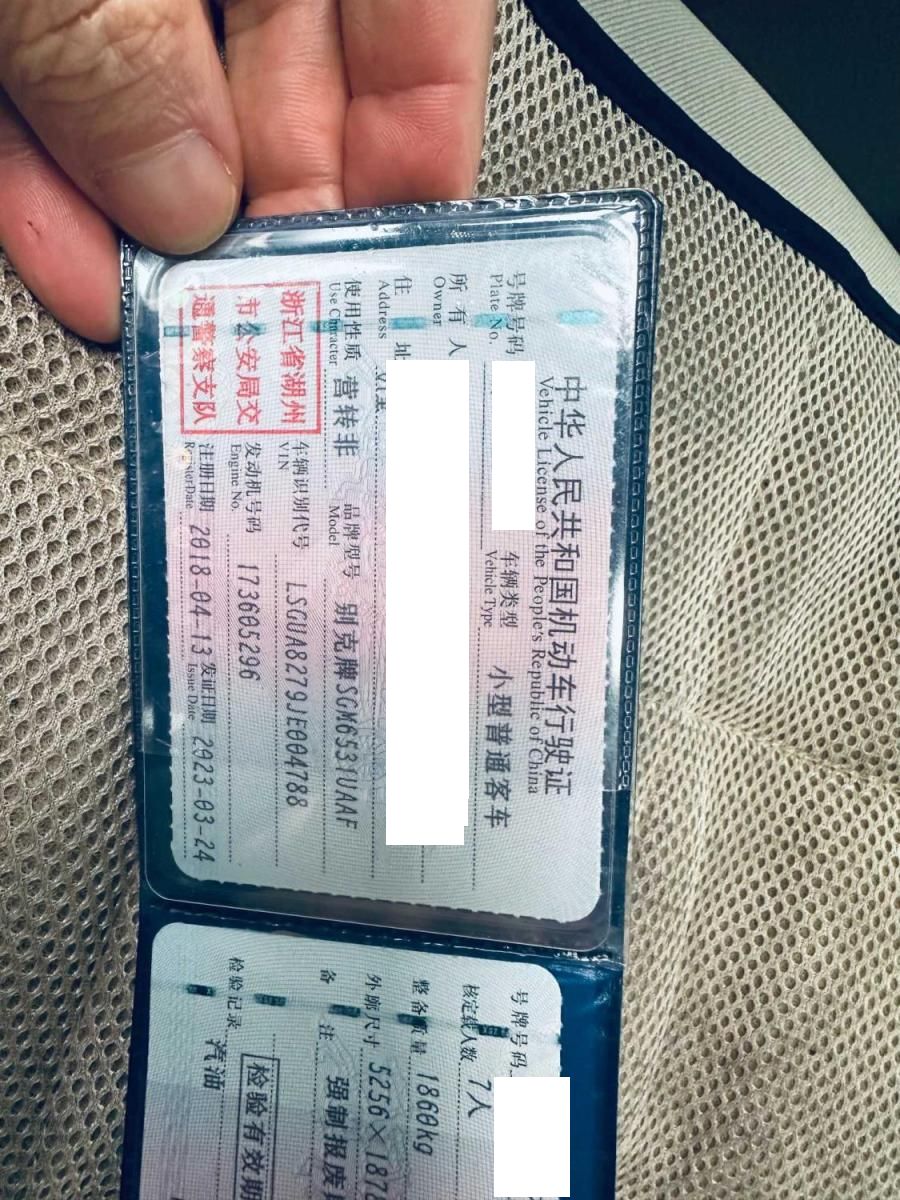 中华人民共和国机动车行驶证
Vehicle License of the People's Republic of China
号牌号码
Plate No.
车辆类型 小型普通客车
Vehicle Type
所有人
Owner
住址
Address
使用性质 营转非 品牌型号 别克牌SGM6531UAAF
Use Character Model
浙江省湖州
市公安局交
通警察支队
车辆识别代号 LSGUA8279JE004788
VIN
发动机号码 173605296
Engine No.
注册日期 2018-04-13 发证日期 2023-03-24
Issue Date
号牌号码
核定载人数 7人
整备质量 1860kg
外廓尺寸 5256×1872
备注 强制报废
检验有效期
检验记录 汽油